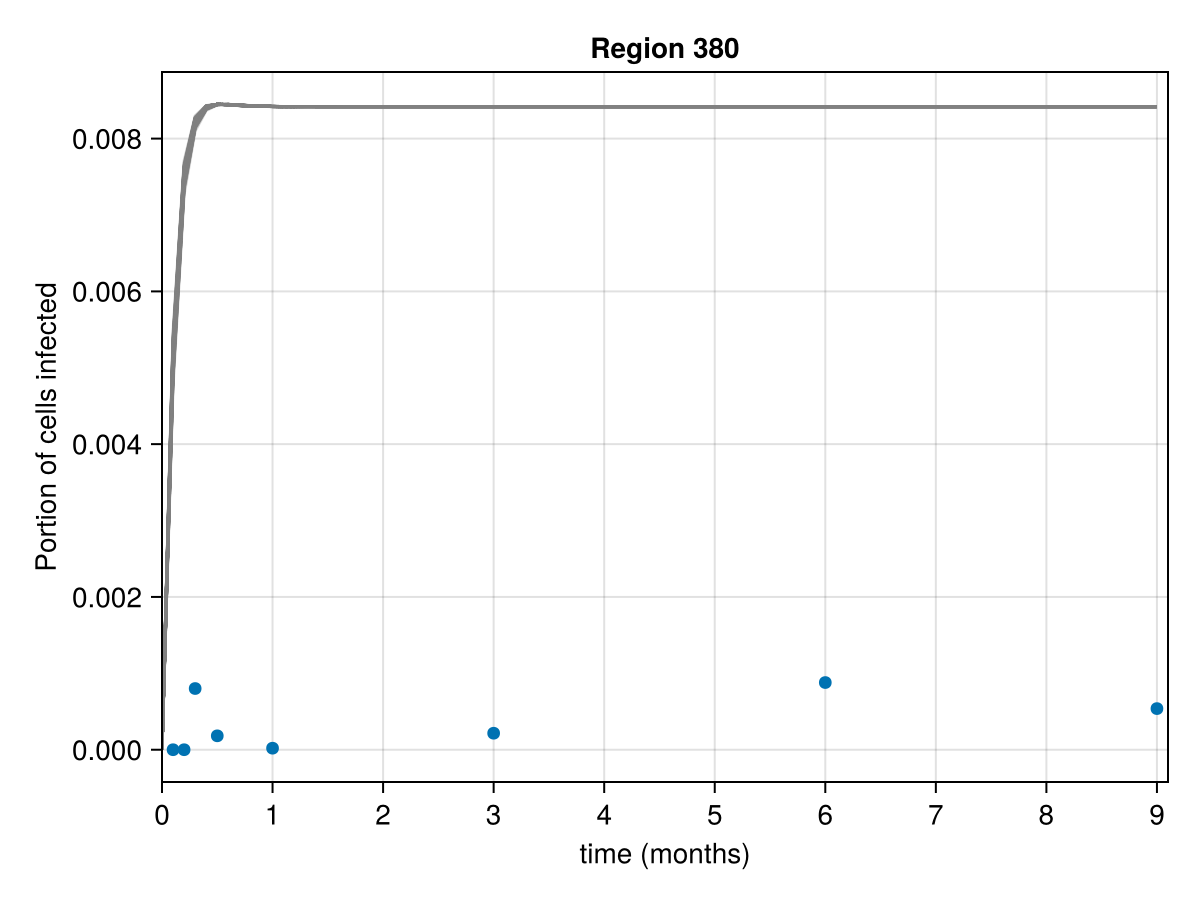 Region 380
Portion of cells infected
0.008
0.006
0.004
0.002
0.000
0 1 2 3 4 5 6 7 8 9
time (months)